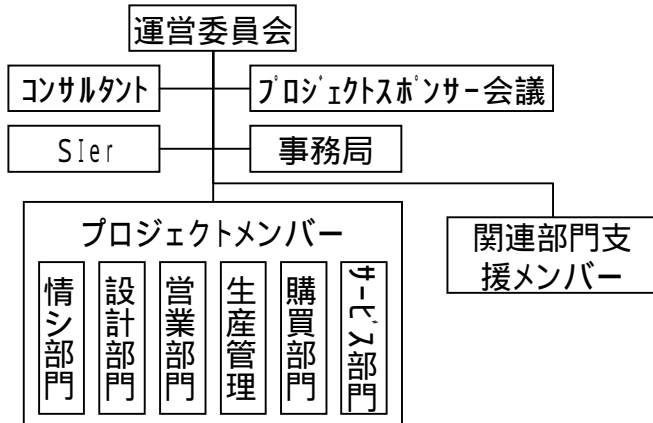 運営委員会
コンサルタント
プロジェクトスポンサー会議
SIer
事務局
プロジェクトメンバー
関連部門支
援メンバー
情シ部門
設計部門
営業部門
生産管理
購買部門
サービス部門